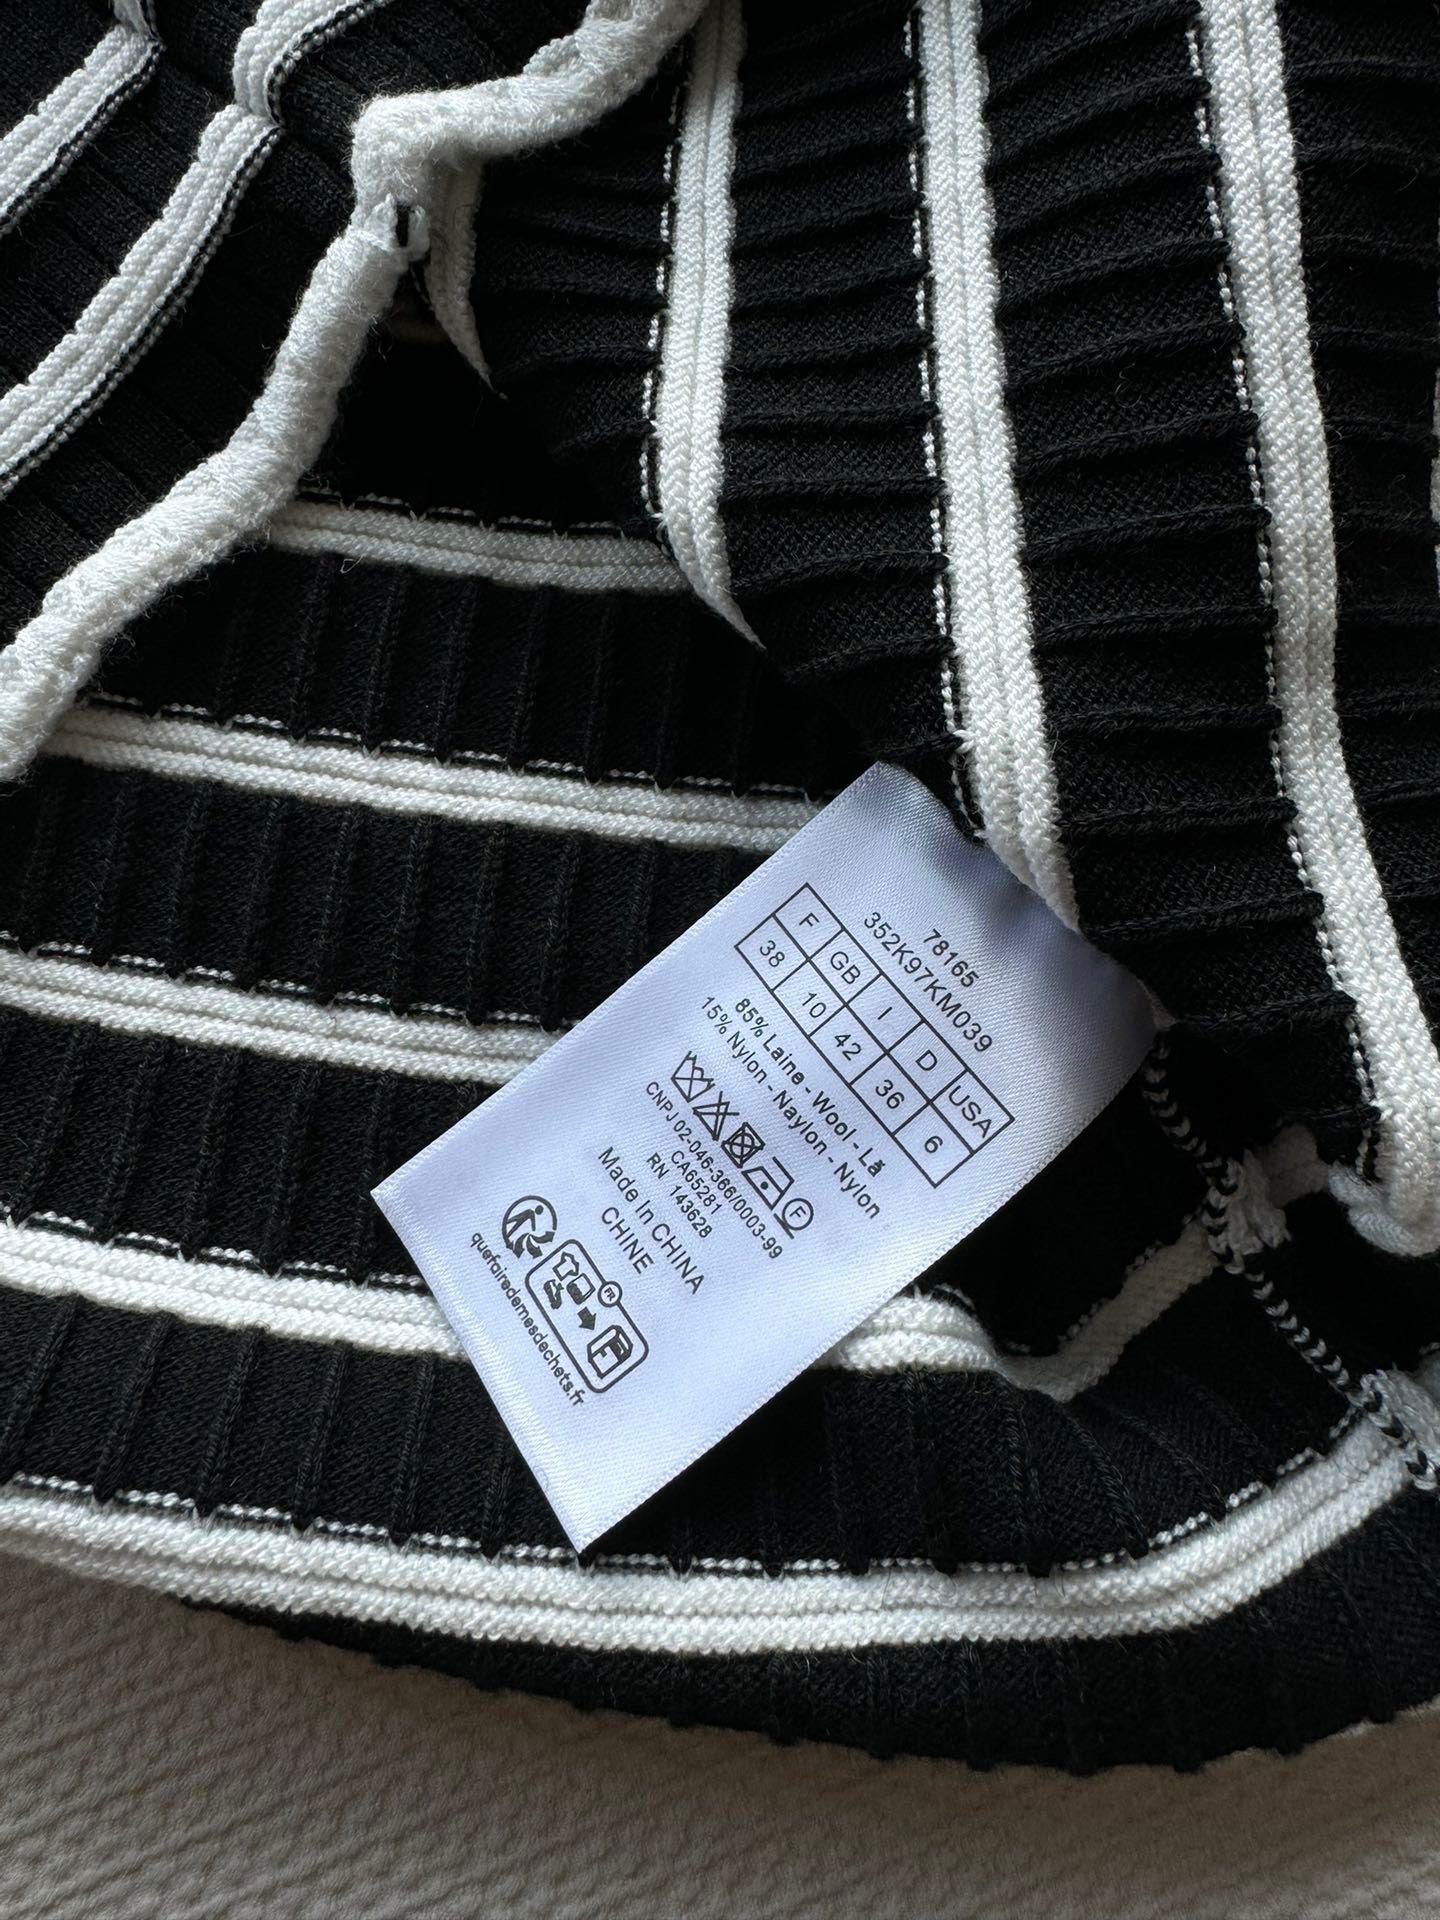 78165
352K97KM039
F GB I D USA
38 10 42 36 6
85% Laine - Wool - Lã
15% Nylon - Naylon - Nylon
F
CNPJ 02-046-366/0003-99
CA65281
RN 143628
Made In CHINA
CHINE
FR
quefairedemesdechets.fr